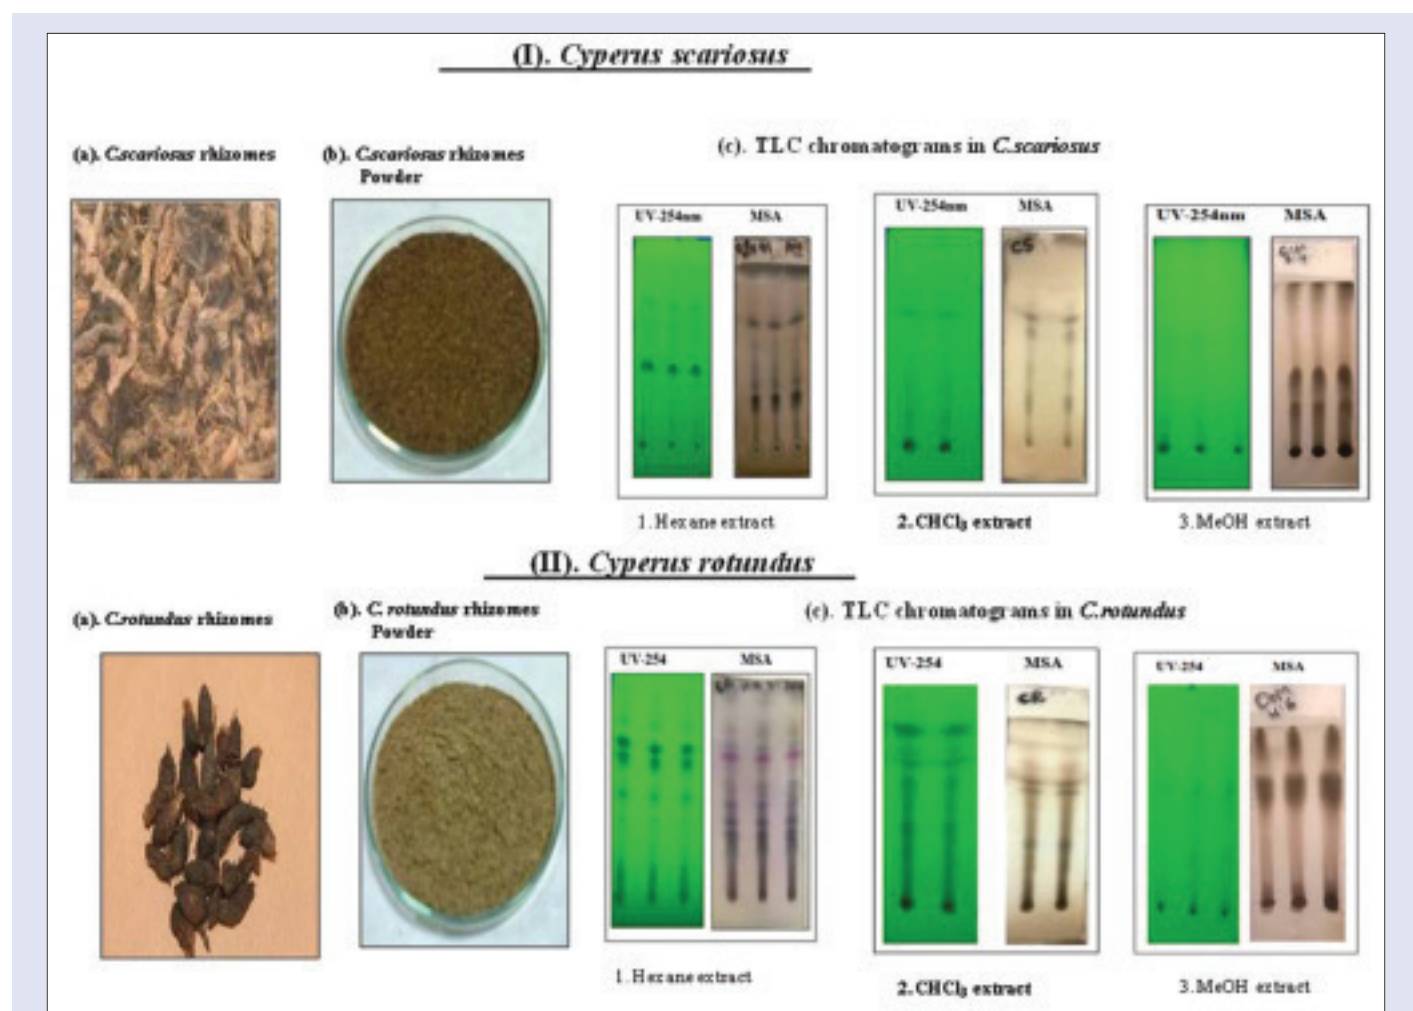 (I). Cyperus scariosus
(a). C.scariosus rhizomes
(b). C.scariosus rhizomes
Powder
(c). TLC chromatograms in C.scariosus
UV-254nm MSA
UV-254nm MSA
CS
UV-254nm MSA
1.Hexane extract
2.CHCl₃ extract
3.MeOH extract
(II). Cyperus rotundus
(a). C.rotundus rhizomes
(b). C. rotundus rhizomes
Powder
(c). TLC chromatograms in C.rotundus
UV-254 MSA
UV-254 MSA
CR
UV-254 MSA
1.Hexane extract
2.CHCl₃ extract
3.MeOH extract